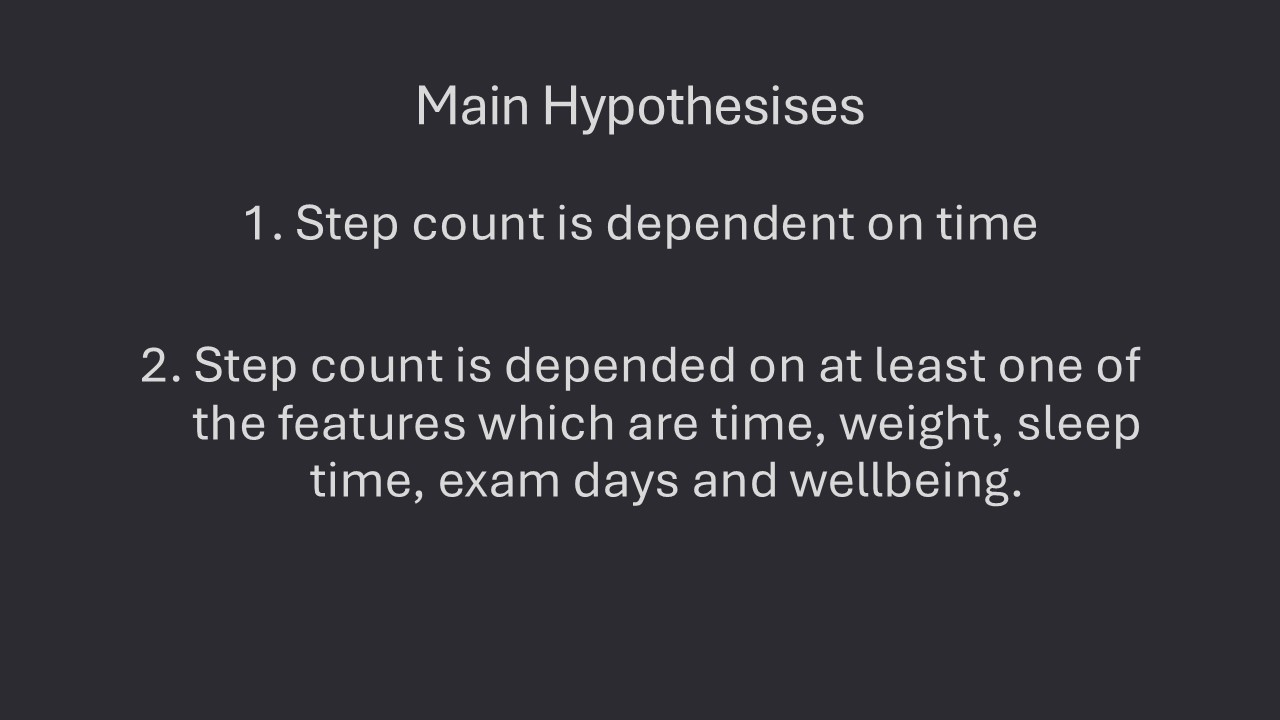 Main Hypothesises
1. Step count is dependent on time
2. Step count is depended on at least one of
the features which are time, weight, sleep
time, exam days and wellbeing.